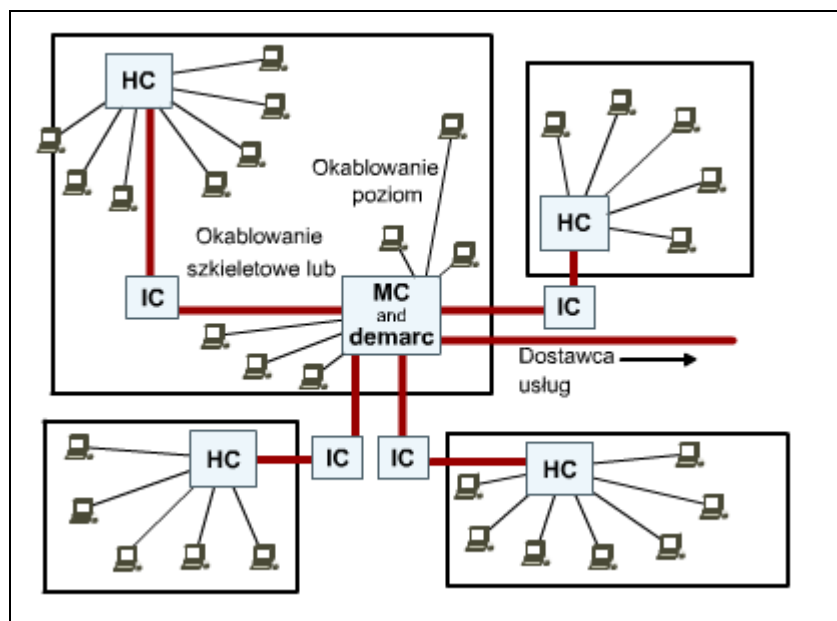 HC
Okablowanie
poziom
HC
Okablowanie
szkieletowe lub
IC
MC
and
demarc
IC
Dostawca
usług
HC
IC
IC
HC